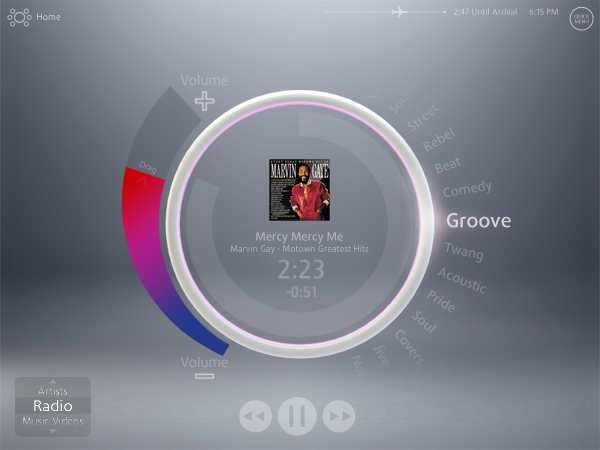 Home
2:47 Until Arrival
6:15 PM
QUICK MENU
Volume
Drag
Street
Rebel
Beat
Comedy
Groove
Twang
Acoustic
Pride
Soul
Covers
Jive
MARVIN GAYE
Mercy Mercy Me
Marvin Gay - Motown Greatest Hits
2:23
-0:51
Volume
Artists
Radio
Music Videos